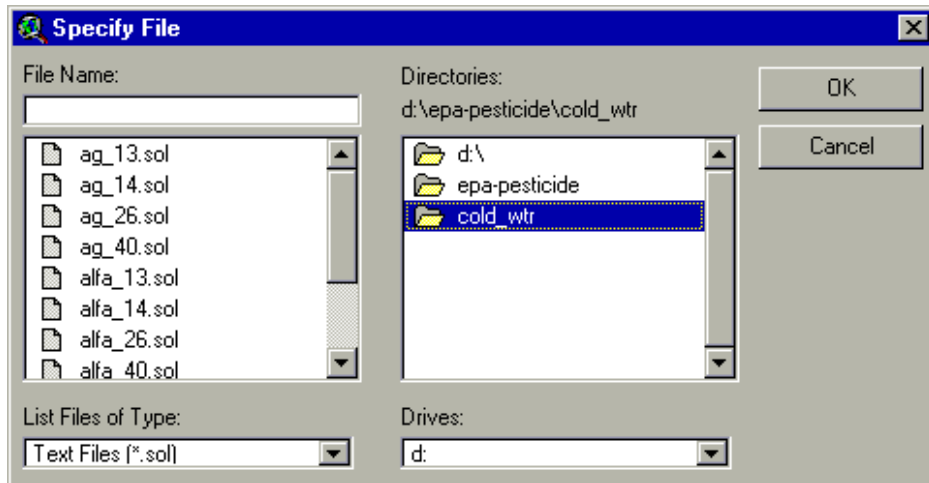 Specify File
File Name:
Directories:
d:\epa-pesticide\cold_wtr
OK
Cancel
ag_13.sol
ag_14.sol
ag_26.sol
ag_40.sol
alfa_13.sol
alfa_14.sol
alfa_26.sol
alfa_40.sol
d:\
epa-pesticide
cold_wtr
List Files of Type:
Text Files (*.sol)
Drives:
d: